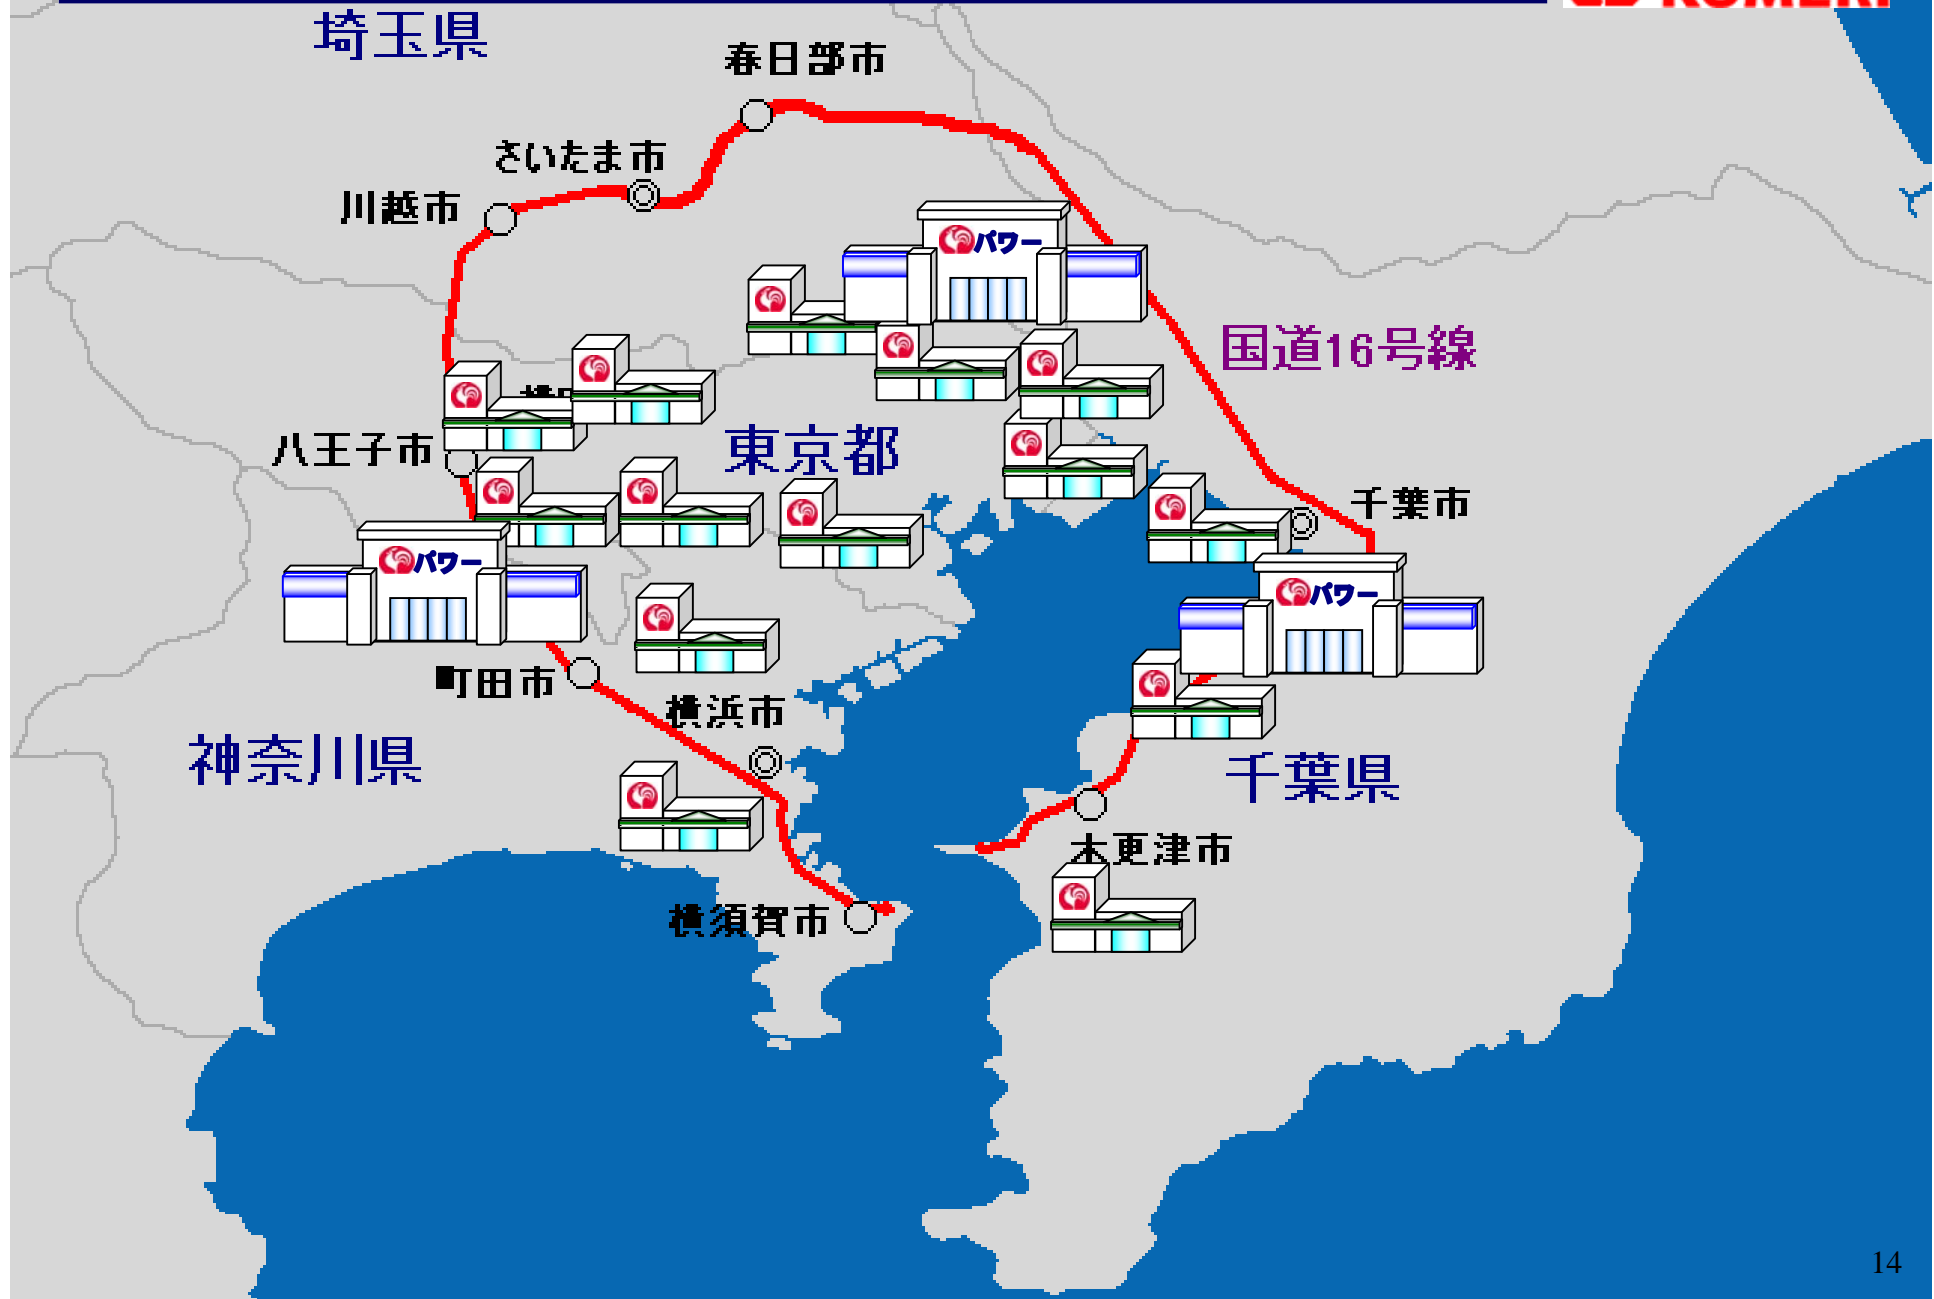 KOMERI
埼玉県
春日部市
さいたま市
川越市
パワー
国道16号線
八王子市
東京都
千葉市
パワー
パワー
町田市
横浜市
神奈川県
千葉県
木更津市
横須賀市
14